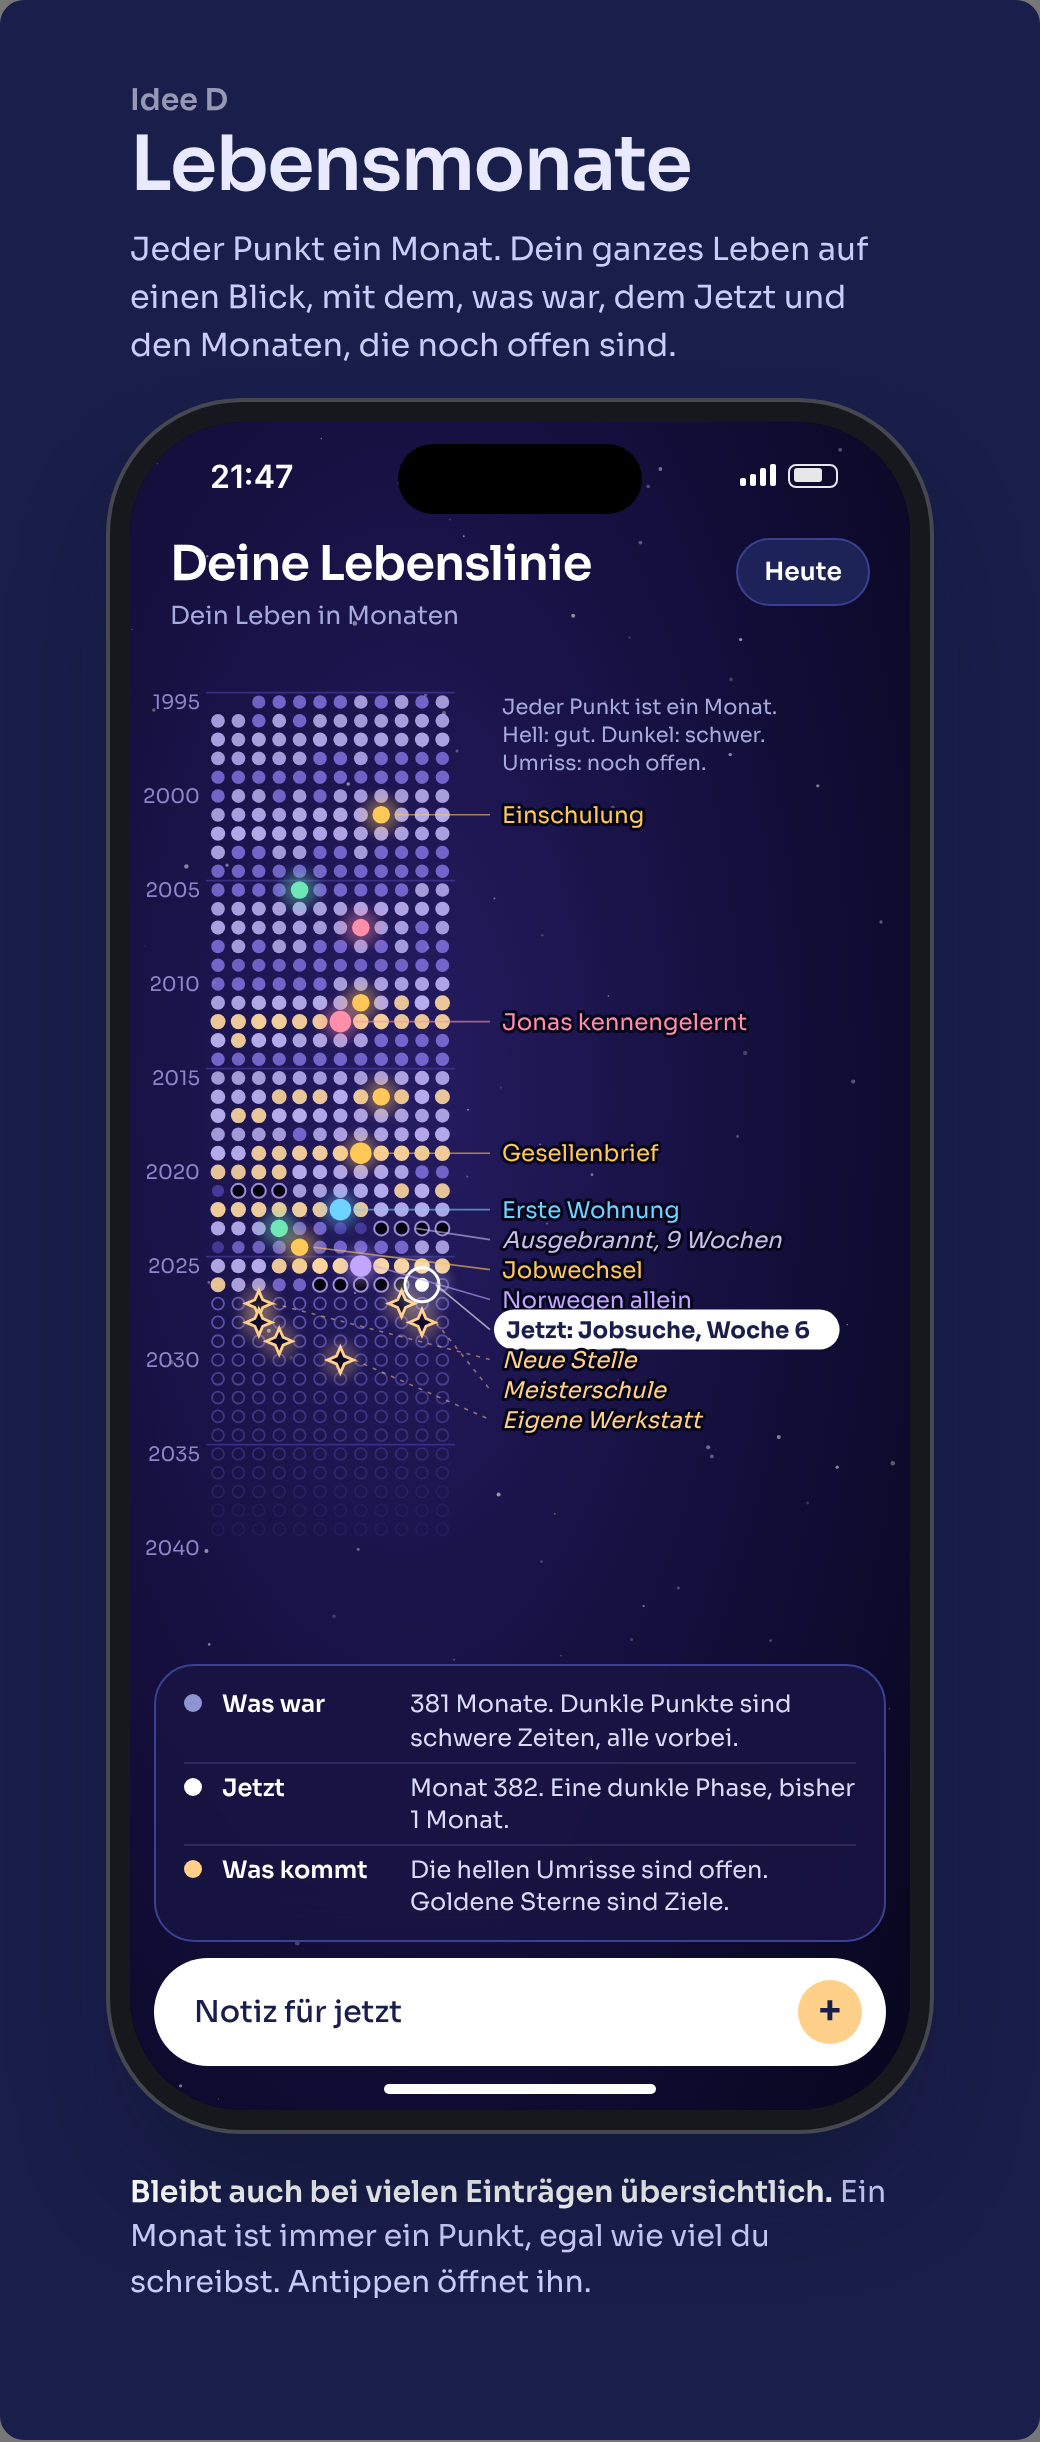 Idee D
Lebensmonate
Jeder Punkt ein Monat. Dein ganzes Leben auf
einen Blick, mit dem, was war, dem Jetzt und
den Monaten, die noch offen sind.
21:47
Deine Lebenslinie
Heute
Dein Leben in Monaten
1995
Jeder Punkt ist ein Monat.
Hell: gut. Dunkel: schwer.
Umriss: noch offen.
2000
Einschulung
2005
2010
Jonas kennengelernt
2015
Gesellenbrief
2020
Erste Wohnung
Ausgebrannt, 9 Wochen
2025
Jobwechsel
Norwegen allein
Jetzt: Jobsuche, Woche 6
2030
Neue Stelle
Meisterschule
Eigene Werkstatt
2035
2040
Was war
381 Monate. Dunkle Punkte sind
schwere Zeiten, alle vorbei.
Jetzt
Monat 382. Eine dunkle Phase, bisher
1 Monat.
Was kommt
Die hellen Umrisse sind offen.
Goldene Sterne sind Ziele.
Notiz für jetzt
+
Bleibt auch bei vielen Einträgen übersichtlich. Ein
Monat ist immer ein Punkt, egal wie viel du
schreibst. Antippen öffnet ihn.